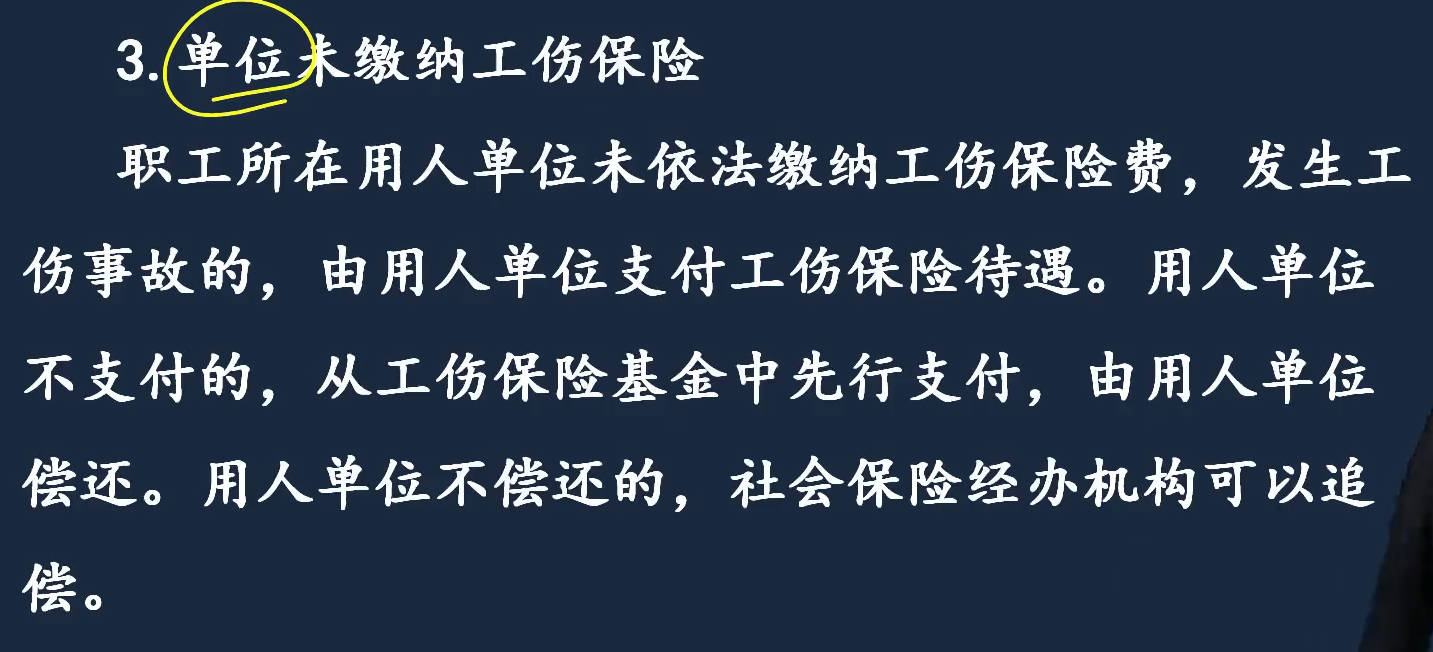 3.单位未缴纳工伤保险
职工所在用人单位未依法缴纳工伤保险费，发生工
伤事故的，由用人单位支付工伤保险待遇。用人单位
不支付的，从工伤保险基金中先行支付，由用人单位
偿还。用人单位不偿还的，社会保险经办机构可以追
偿。